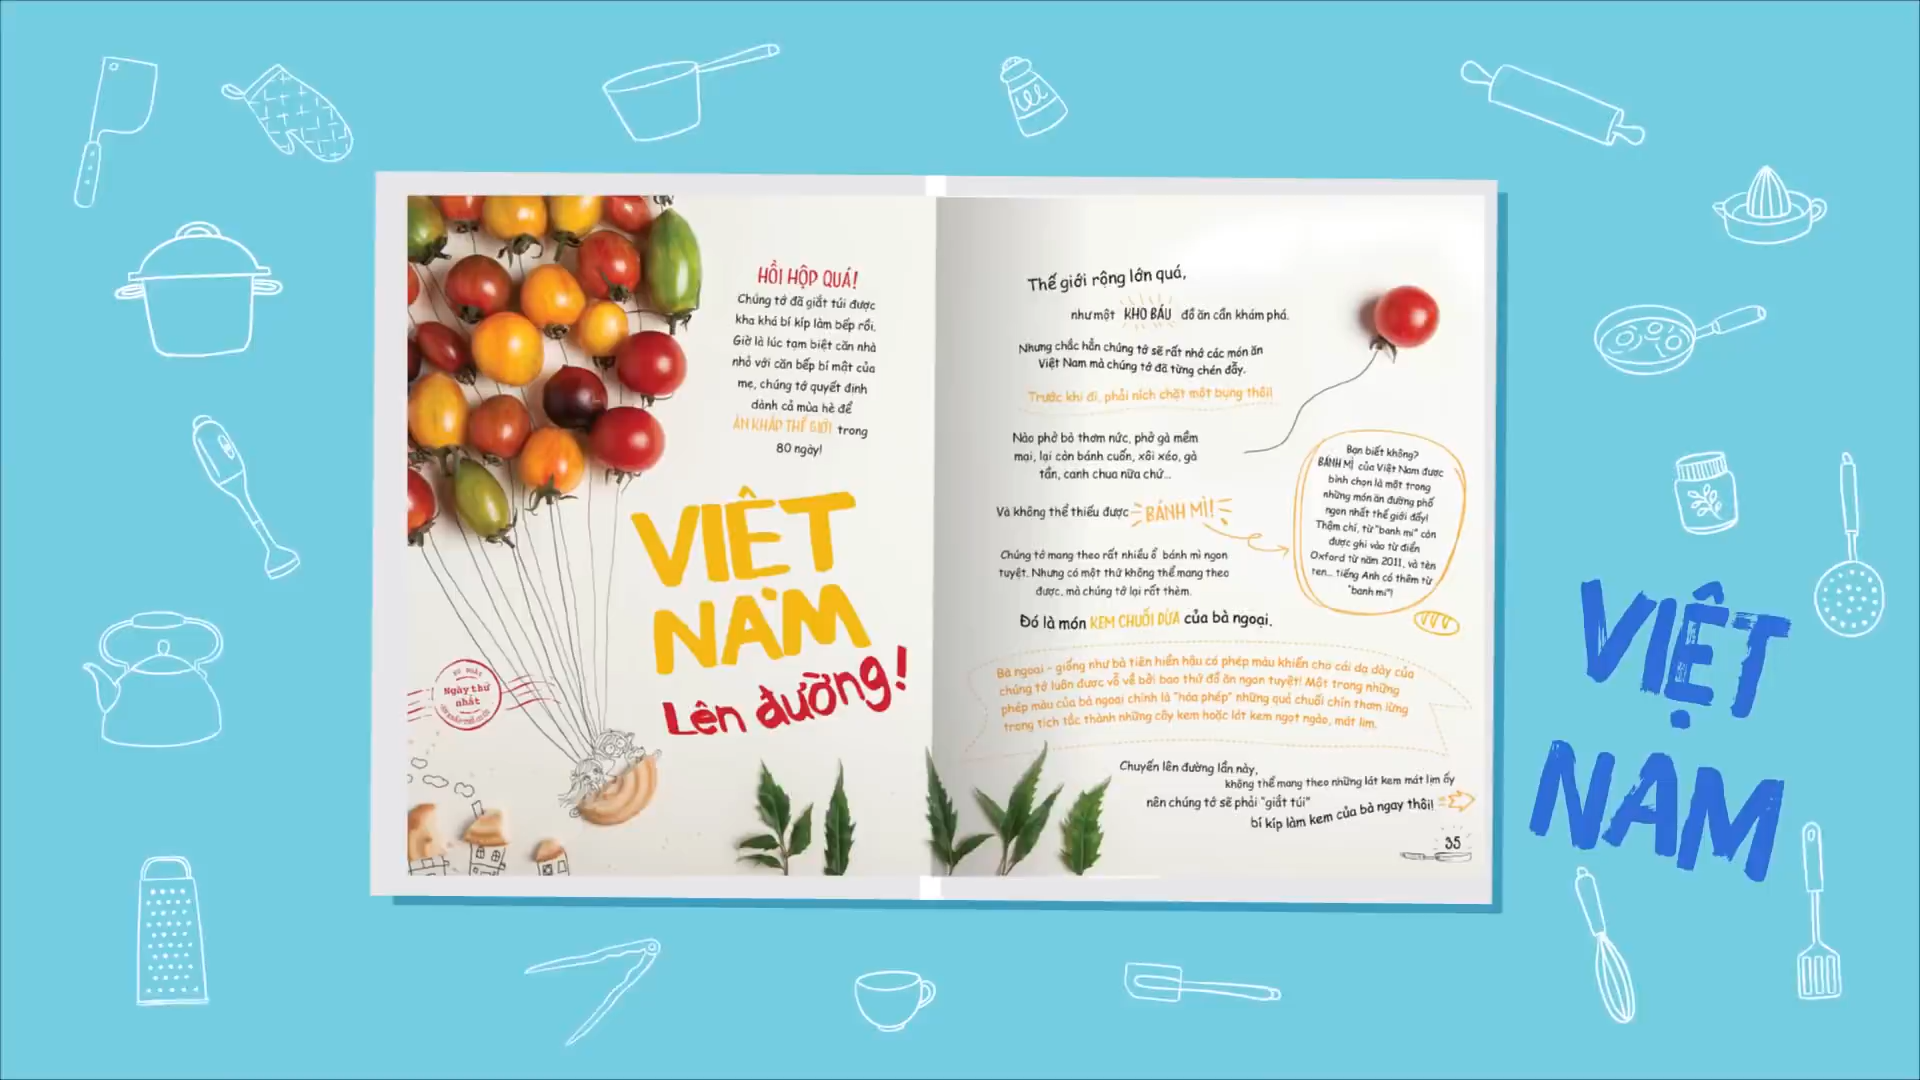 HỒI HỘP QUÁ!
Chúng tớ đã giắt túi được
kha khá bí kíp làm bếp rồi.
Giờ là lúc tạm biệt căn nhà
nhỏ với căn bếp bí mật của
mẹ, chúng tớ quyết định
dành cả mùa hè để
ĂN KHẮP THẾ GIỚI trong
80 ngày!
VIỆT
NAM
Lên đường!
Ngày thứ
nhất
Thế giới rộng lớn quá,
như một KHO BÁU đồ ăn cần khám phá.
Nhưng chắc hẳn chúng tớ sẽ rất nhớ các món ăn
Việt Nam mà chúng tớ đã từng chén đẫy.
Trước khi đi, phải ních chặt một bụng thôi!
Nào phở bò thơm nức, phở gà mềm
mại, lại còn bánh cuốn, xôi xéo, gà
tần, canh chua nữa chứ...
Và không thể thiếu được BÁNH MÌ!
Bạn biết không?
BÁNH MÌ của Việt Nam được
bình chọn là một trong
những món ăn đường phố
ngon nhất thế giới đấy!
Thậm chí, từ "banh mi" còn
được ghi vào từ điển
Oxford từ năm 2011, và tèn
ten... tiếng Anh có thêm từ
"banh mi"!
Chúng tớ mang theo rất nhiều ổ bánh mì ngon
tuyệt. Nhưng có một thứ không thể mang theo
được, mà chúng tớ lại rất thèm.
Đó là món KEM CHUỐI DỪA của bà ngoại.
Bà ngoại - giống như bà tiên hiền hậu có phép màu khiến cho cái dạ dày của
chúng tớ luôn được vỗ về bởi bao thứ đồ ăn ngon tuyệt! Một trong những
phép màu của bà ngoại chính là "hóa phép" những quả chuối chín thơm lừng
trong tích tắc thành những cây kem hoặc lát kem ngọt ngào, mát lịm.
Chuyến lên đường lần này,
không thể mang theo những lát kem mát lịm ấy
nên chúng tớ sẽ phải "giắt túi"
bí kíp làm kem của bà ngay thôi!
35
VIỆT
NAM